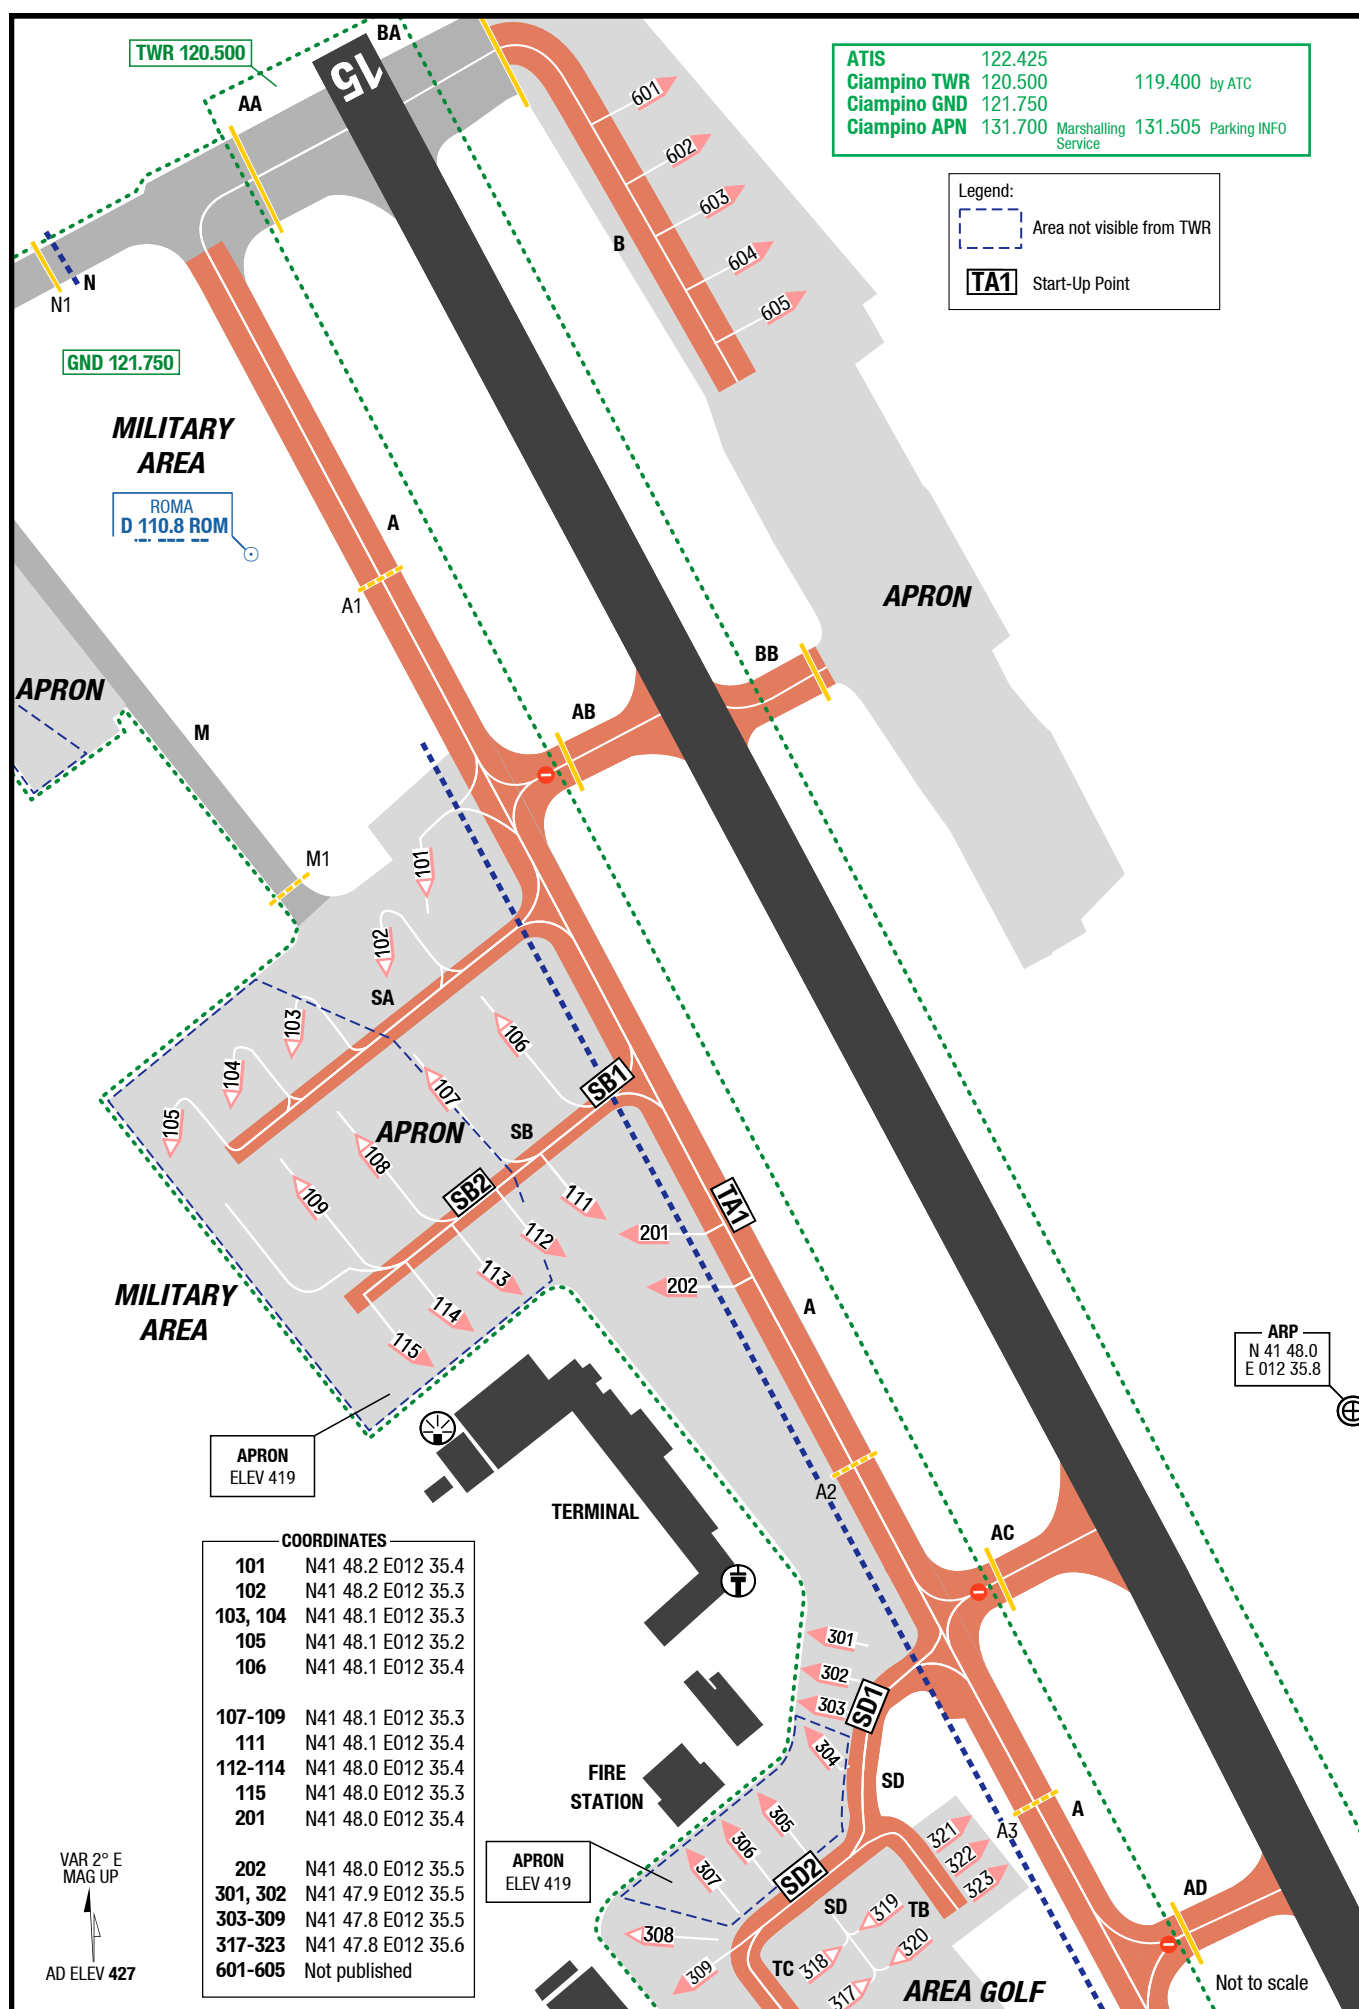 TWR 120.500
BA
15
AA
ATIS 122.425
Ciampino TWR 120.500 119.400 by ATC
Ciampino GND 121.750
Ciampino APN 131.700 Marshalling Service 131.505 Parking INFO
Legend:
Area not visible from TWR
TA1 Start-Up Point
601
602
603
604
605
B
N
N1
GND 121.750
MILITARY
AREA
ROMA
D 110.8 ROM
A
A1
APRON
BB
AB
APRON
M
M1
101
102
SA
103
104
105
106
107
SB1
APRON
SB
108
109
SB2
111
112
113
114
115
TA1
201
202
A
MILITARY
AREA
ARP
N 41 48.0
E 012 35.8
APRON
ELEV 419
TERMINAL
A2
AC
COORDINATES
101 N41 48.2 E012 35.4
102 N41 48.2 E012 35.3
103, 104 N41 48.1 E012 35.3
105 N41 48.1 E012 35.2
106 N41 48.1 E012 35.4
107-109 N41 48.1 E012 35.3
111 N41 48.1 E012 35.4
112-114 N41 48.0 E012 35.4
115 N41 48.0 E012 35.3
201 N41 48.0 E012 35.4
202 N41 48.0 E012 35.5
301, 302 N41 47.9 E012 35.5
303-309 N41 47.8 E012 35.5
317-323 N41 47.8 E012 35.6
601-605 Not published
301
302
303
SD1
304
FIRE
STATION
SD
305
306
307
308
309
APRON
ELEV 419
SD2
SD
321
322
323
A3
A
319
TB
320
TC
318
317
AD
AREA GOLF
Not to scale
VAR 2° E
MAG UP
AD ELEV 427